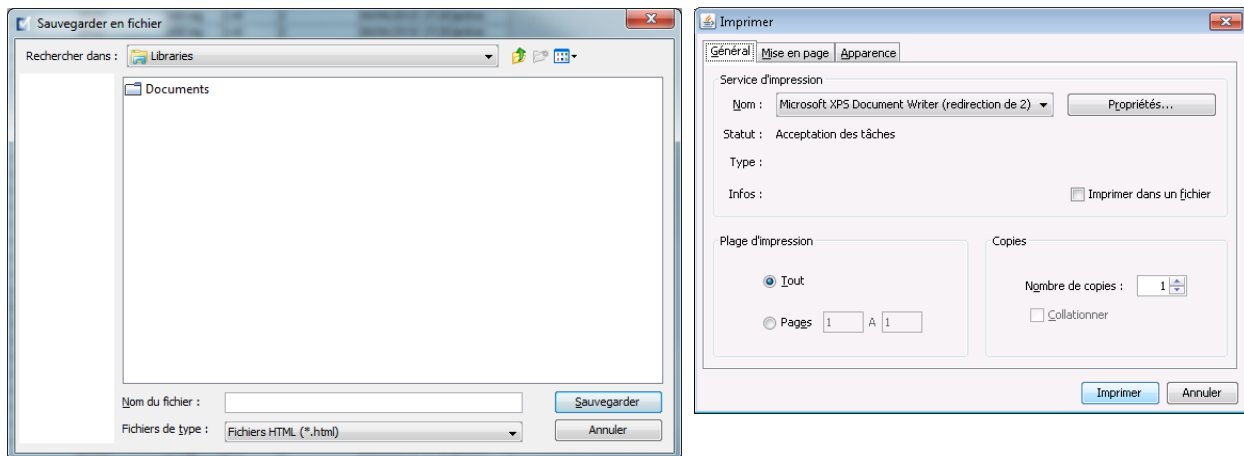 Sauvegarder en fichier
Rechercher dans :
Libraries
Documents
Nom du fichier :
Sauvegarder
Fichiers de type :
Fichiers HTML (*.html)
Annuler
Imprimer
Général Mise en page Apparence
Service d'impression
Nom : Microsoft XPS Document Writer (redirection de 2) Propriétés...
Statut : Acceptation des tâches
Type :
Infos : Imprimer dans un fichier
Plage d'impression
Copies
Tout
Nombre de copies : 1
Pages 1 A 1
Collationner
Imprimer Annuler